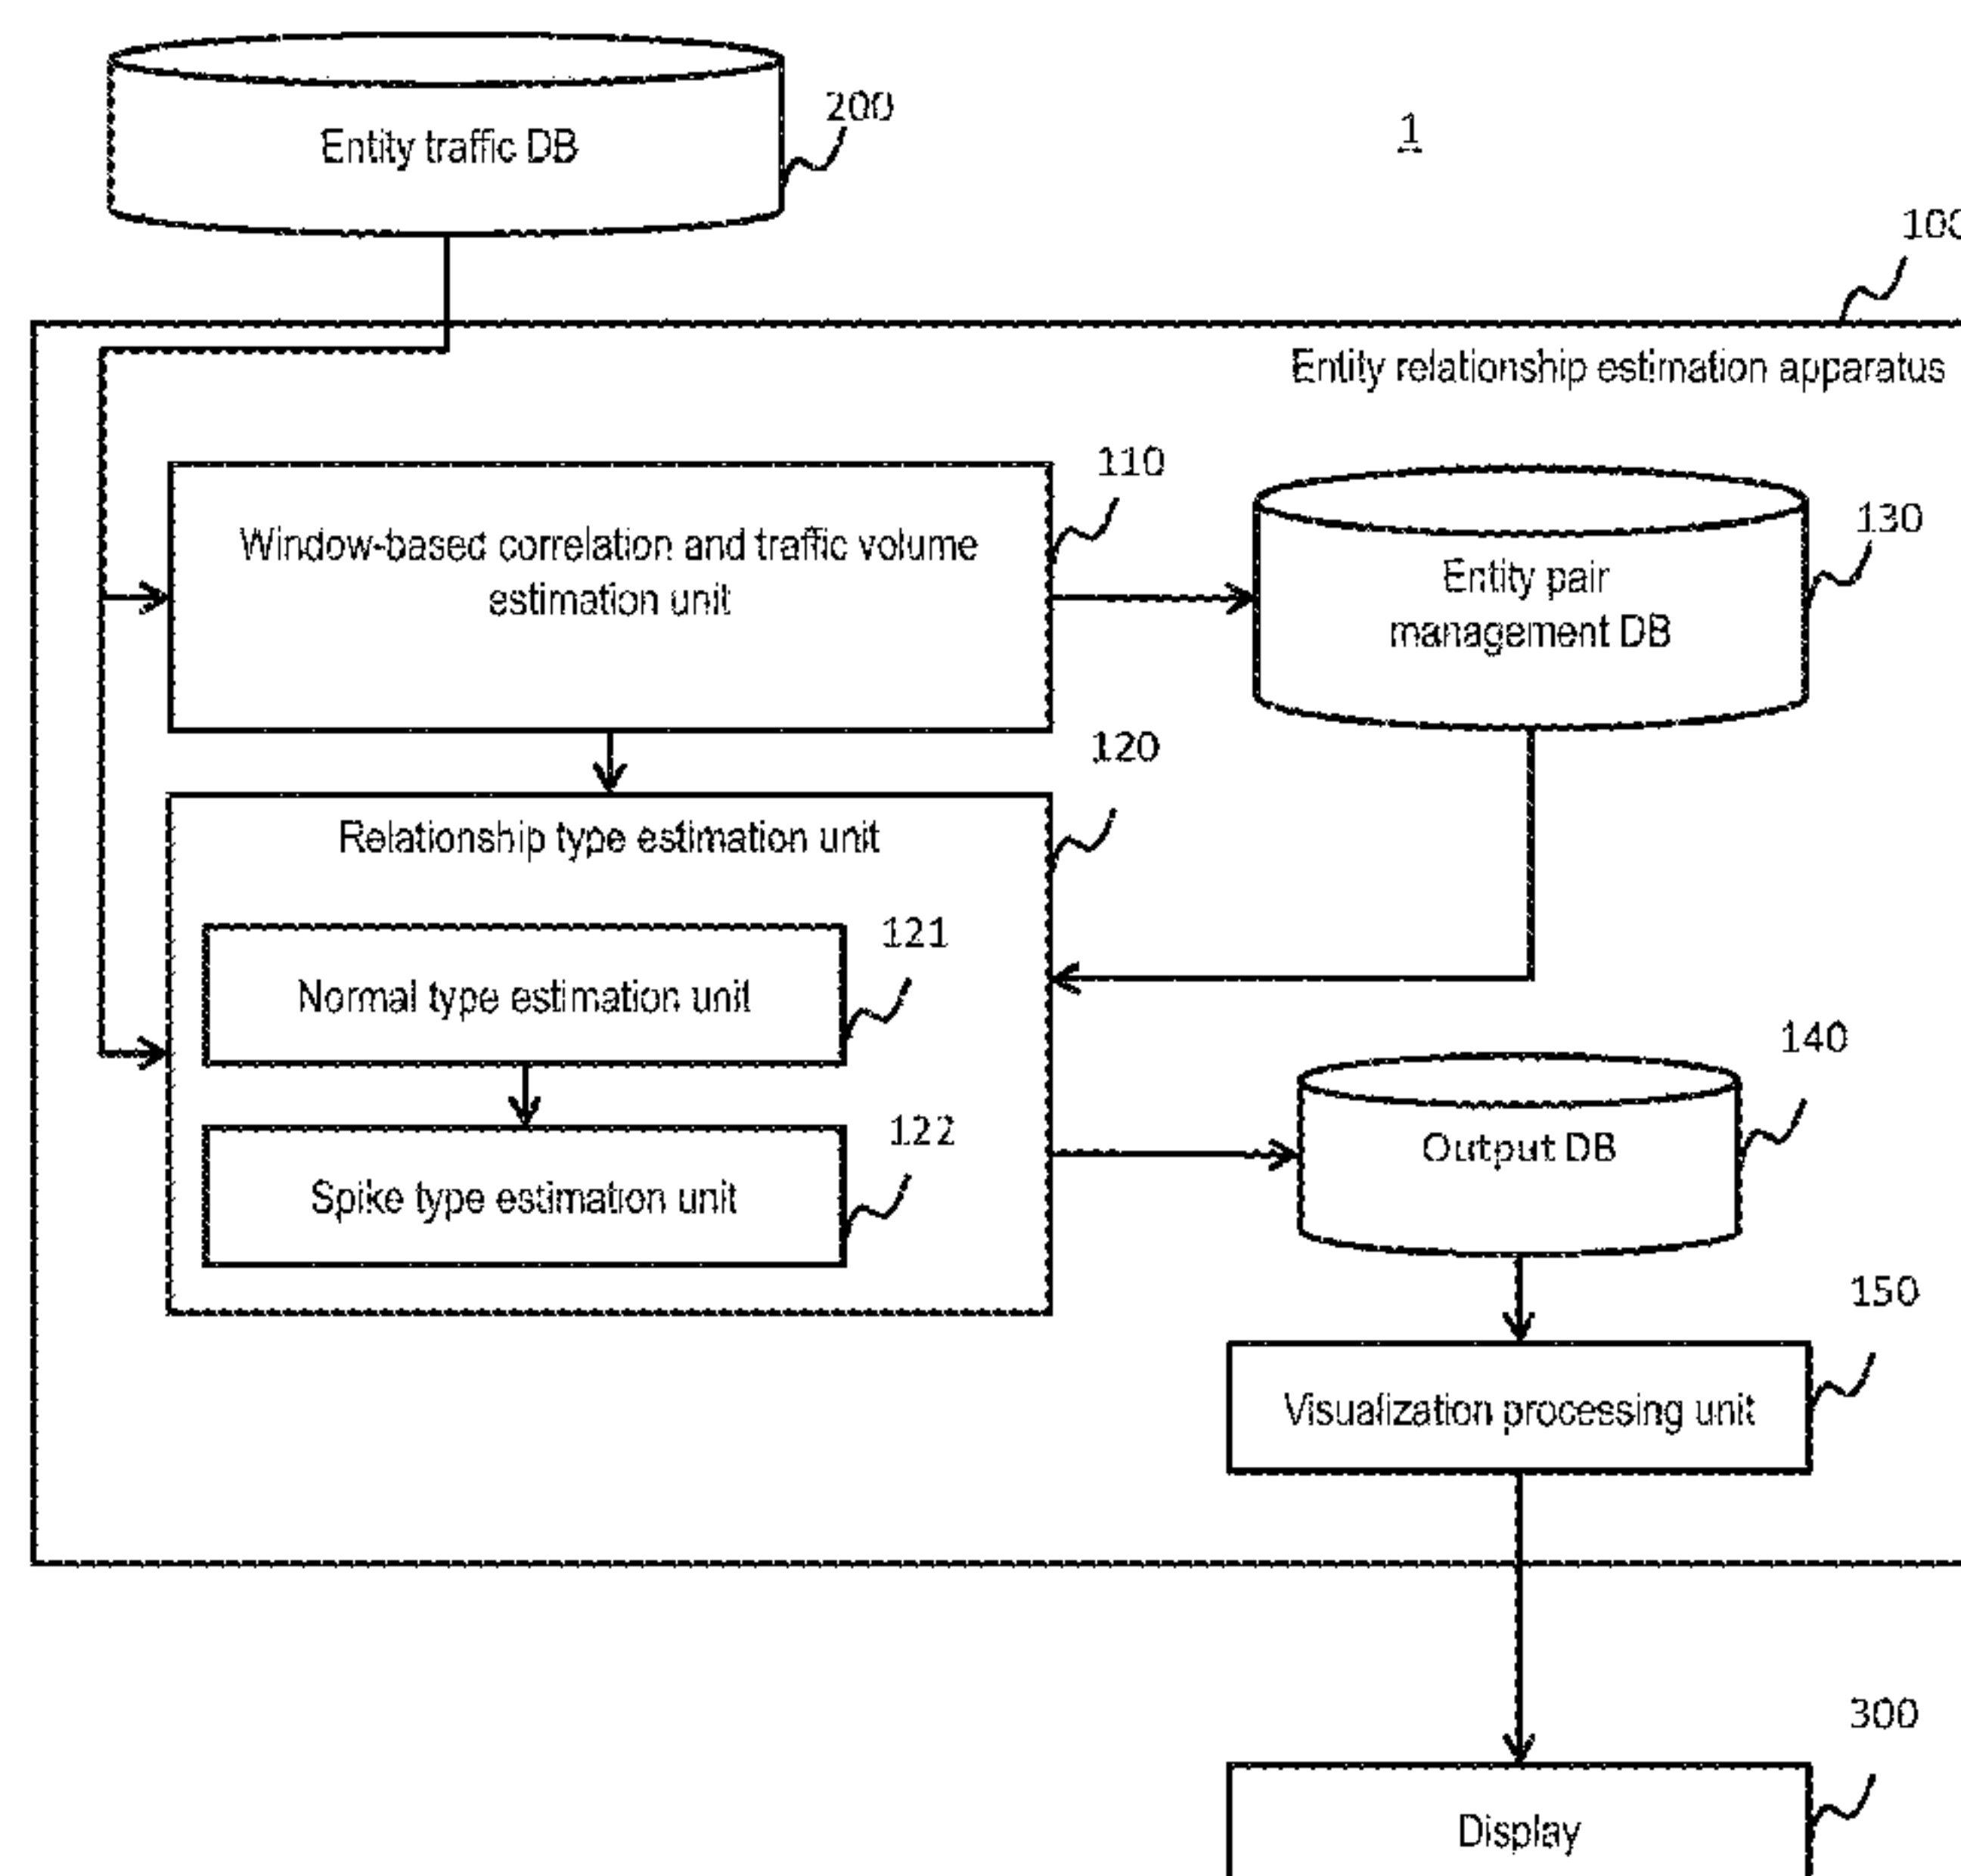 200
Entity traffic DB
1
100
Entity relationship estimation apparatus
110
Window-based correlation and traffic volume
estimation unit
130
Entity pair
management DB
120
Relationship type estimation unit
121
Normal type estimation unit
140
122
Output DB
Spike type estimation unit
150
Visualization processing unit
300
Display